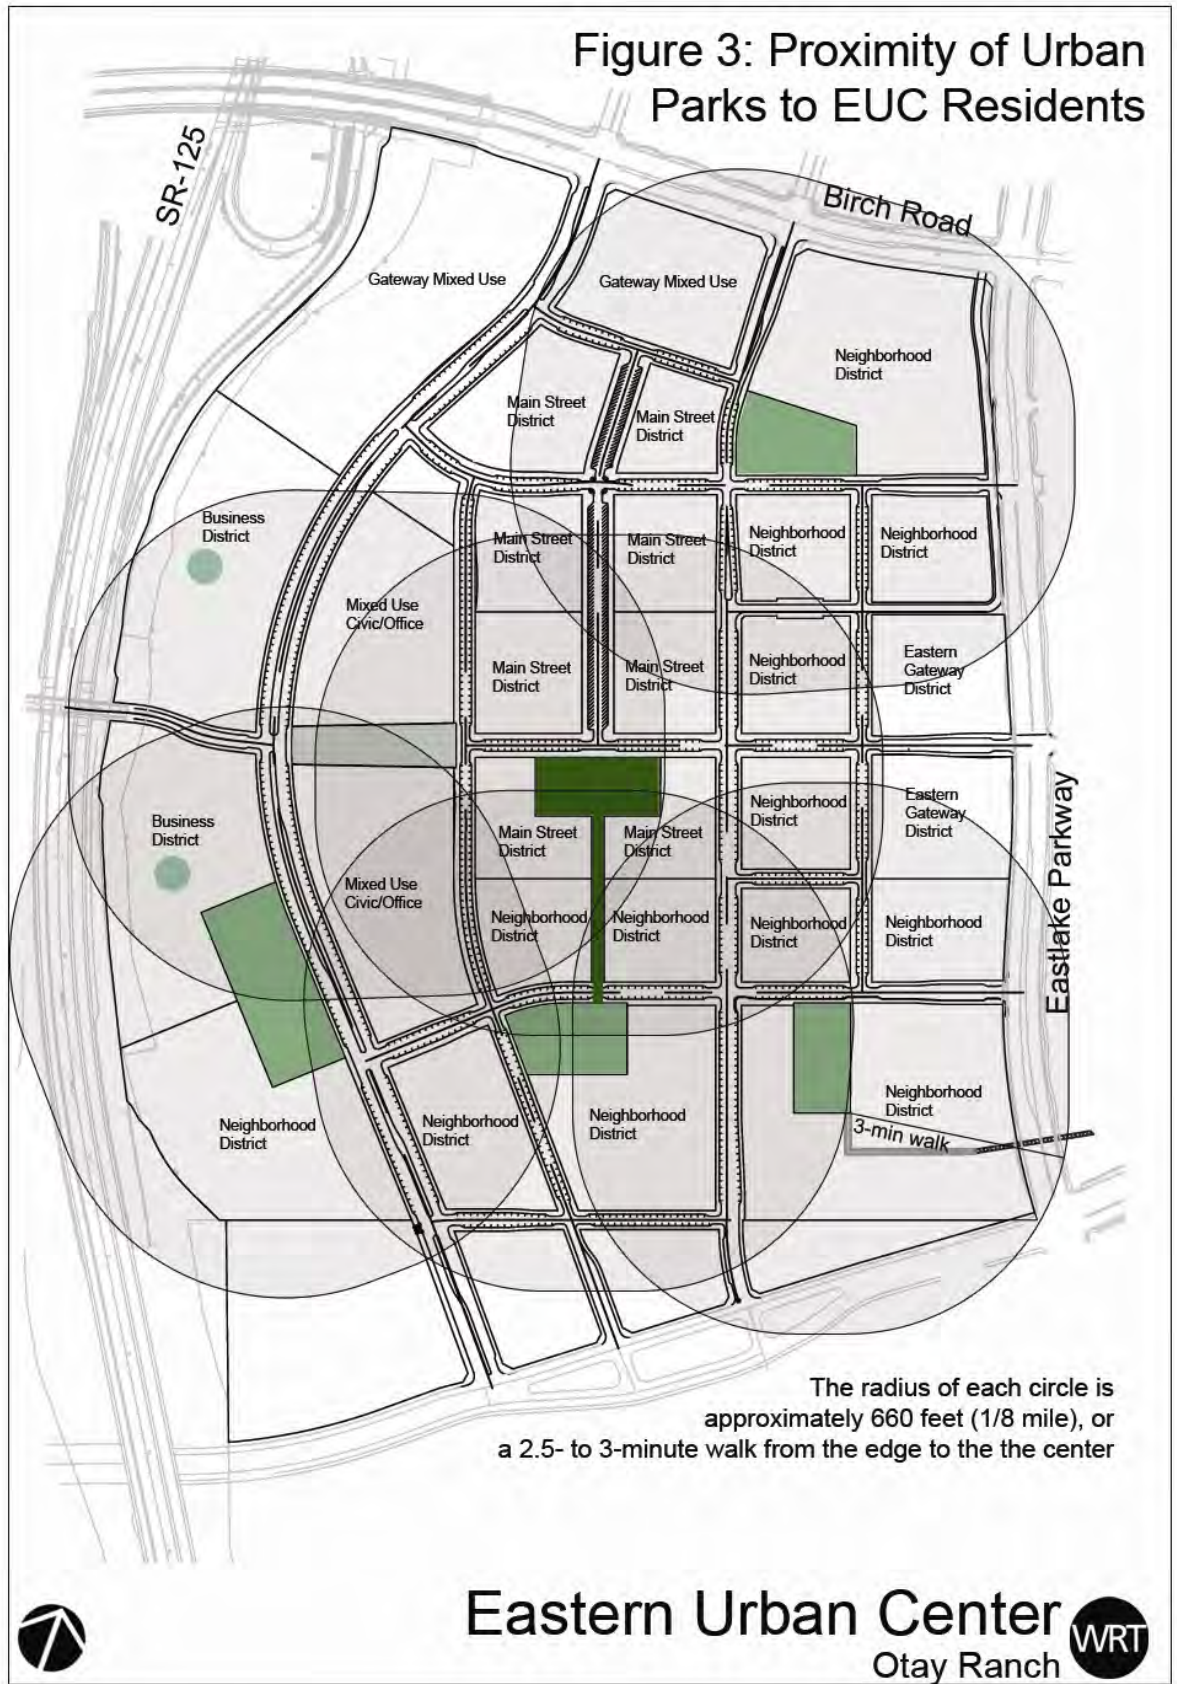 Figure 3: Proximity of Urban
Parks to EUC Residents
SR-125
Birch Road
Gateway Mixed Use
Gateway Mixed Use
Neighborhood
District
Main Street
District
Main Street
District
Business
District
Main Street
District
Main Street
District
Neighborhood
District
Neighborhood
District
Mixed Use
Civic/Office
Main Street
District
Main Street
District
Neighborhood
District
Eastern
Gateway
District
Business
District
Main Street
District
Main Street
District
Neighborhood
District
Eastern
Gateway
District
Eastlake Parkway
Mixed Use
Civic/Office
Neighborhood
District
Neighborhood
District
Neighborhood
District
Neighborhood
District
Neighborhood
District
Neighborhood
District
Neighborhood
District
Neighborhood
District
3-min walk
The radius of each circle is
approximately 660 feet (1/8 mile), or
a 2.5- to 3-minute walk from the edge to the the center
Eastern Urban Center
Otay Ranch
WRT